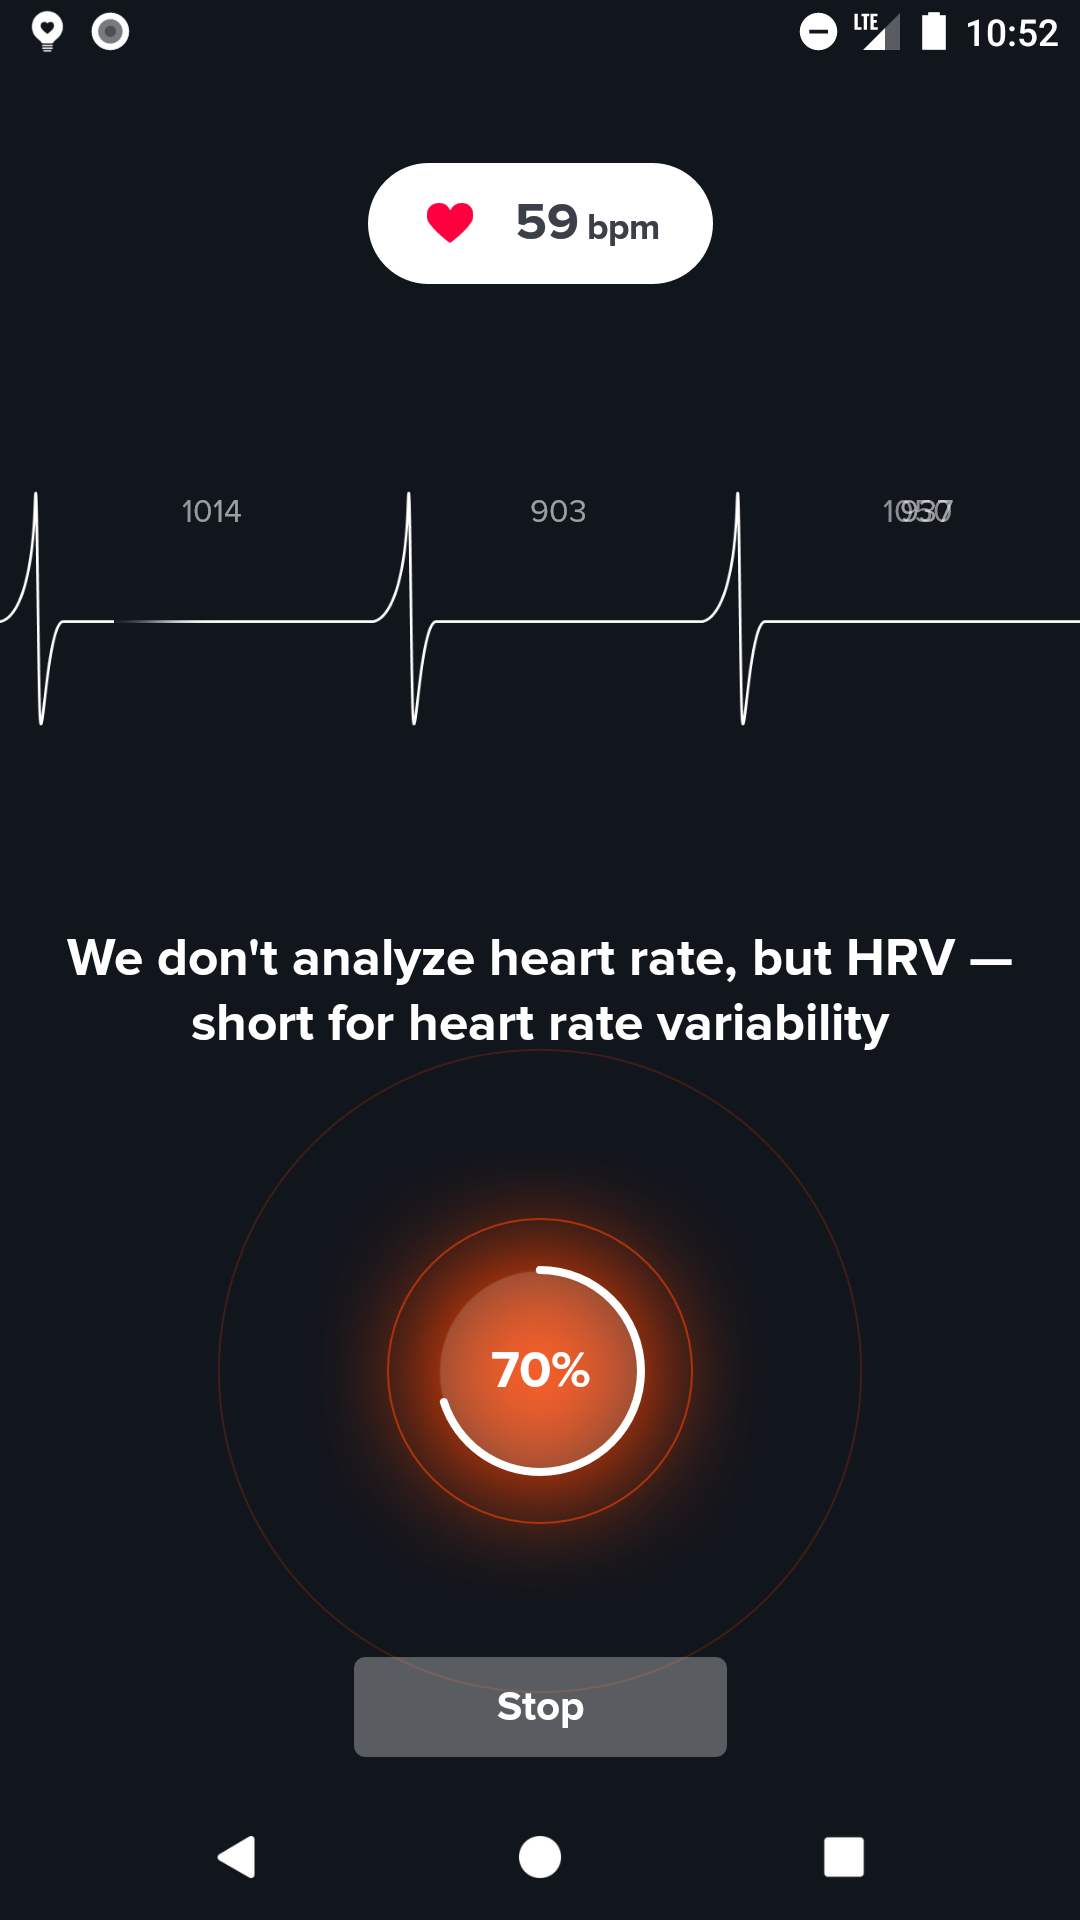 LTE 10:52
59 bpm
1014 903
We don't analyze heart rate, but HRV —
short for heart rate variability
70%
Stop